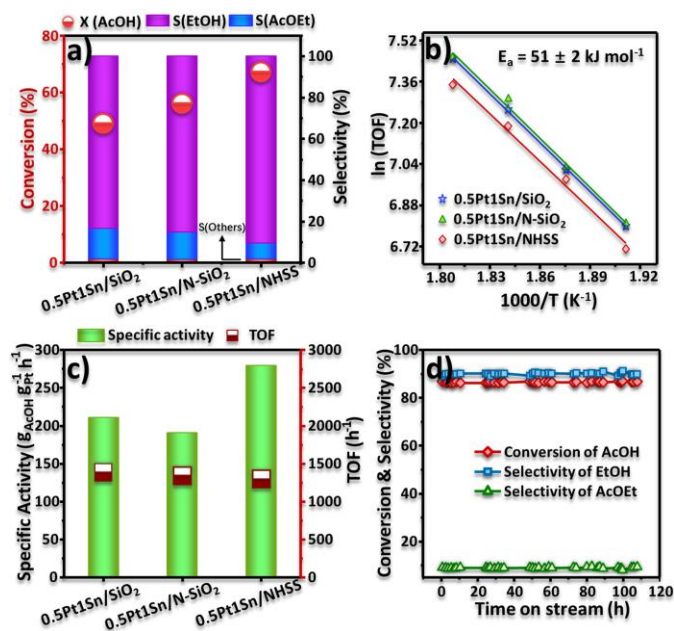 X (AcOH) S(EtOH) S(AcOEt)
a)
80
60
40
20
0
Conversion (%)
100
80
60
40
20
0
Selectivity (%)
S(Others)
0.5Pt1Sn/SiO₂
0.5Pt1Sn/N-SiO₂
0.5Pt1Sn/NHSS
b)
Eₐ = 51 ± 2 kJ mol⁻¹
7.52
7.36
7.20
7.04
6.88
6.72
ln (TOF)
0.5Pt1Sn/SiO₂
0.5Pt1Sn/N-SiO₂
0.5Pt1Sn/NHSS
1.80 1.83 1.86 1.89 1.92
1000/T (K⁻¹)
Specific activity TOF
c)
300
250
200
150
100
50
0
Specific Activity (g_AcOH g_Pt⁻¹ h⁻¹)
3000
2500
2000
1500
1000
500
0
TOF (h⁻¹)
0.5Pt1Sn/SiO₂
0.5Pt1Sn/N-SiO₂
0.5Pt1Sn/NHSS
d)
100
80
60
40
20
Conversion & Selectivity (%)
Conversion of AcOH
Selectivity of EtOH
Selectivity of AcOEt
0 20 40 60 80 100 120
Time on stream (h)